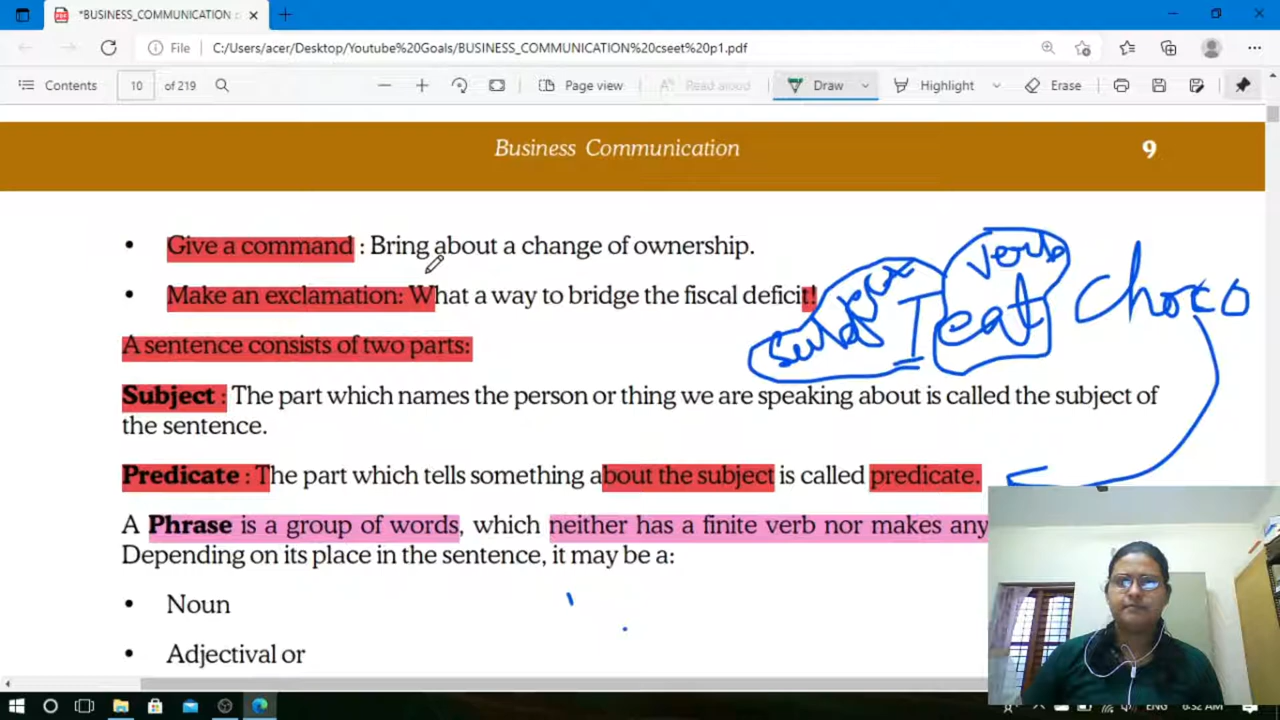 *BUSINESS_COMMUNICATION
File C:/Users/acer/Desktop/Youtube%20Goals/BUSINESS_COMMUNICATION%20cseet%20p1.pdf
Contents 10 of 219 Page view Read aloud Draw Highlight Erase
Business Communication 9
• Give a command : Bring about a change of ownership.
• Make an exclamation: What a way to bridge the fiscal deficit!
verb
subject I eat choco
A sentence consists of two parts:
Subject : The part which names the person or thing we are speaking about is called the subject of
the sentence.
Predicate : The part which tells something about the subject is called predicate.
A Phrase is a group of words, which neither has a finite verb nor makes any
Depending on its place in the sentence, it may be a:
• Noun
• Adjectival or
ENG 6:32 AM